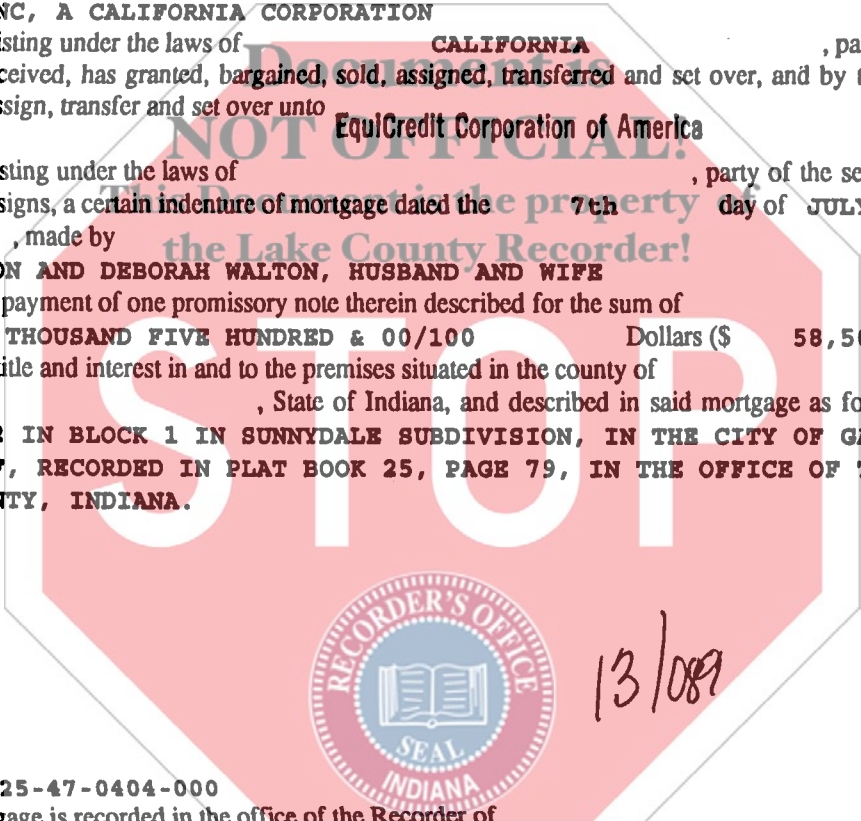 NC, A CALIFORNIA CORPORATION
isting under the laws of CALIFORNIA , pa
ceived, has granted, bargained, sold, assigned, transferred and set over, and by t
ssign, transfer and set over unto
EquiCredit Corporation of America
sting under the laws of , party of the se
signs, a certain indenture of mortgage dated the 7th day of JULY
, made by
ON AND DEBORAH WALTON, HUSBAND AND WIFE
payment of one promissory note therein described for the sum of
THOUSAND FIVE HUNDRED & 00/100 Dollars ($ 58,50
itle and interest in and to the premises situated in the county of
, State of Indiana, and described in said mortgage as fo
2 IN BLOCK 1 IN SUNNYDALE SUBDIVISION, IN THE CITY OF GA
, RECORDED IN PLAT BOOK 25, PAGE 79, IN THE OFFICE OF T
NTY, INDIANA.
Document is
NOT OFFICIAL!
This Document is the property of
the Lake County Recorder!
STOP
RECORDER'S OFFICE
SEAL
INDIANA
13/089
25-47-0404-000
gage is recorded in the office of the Recorder of